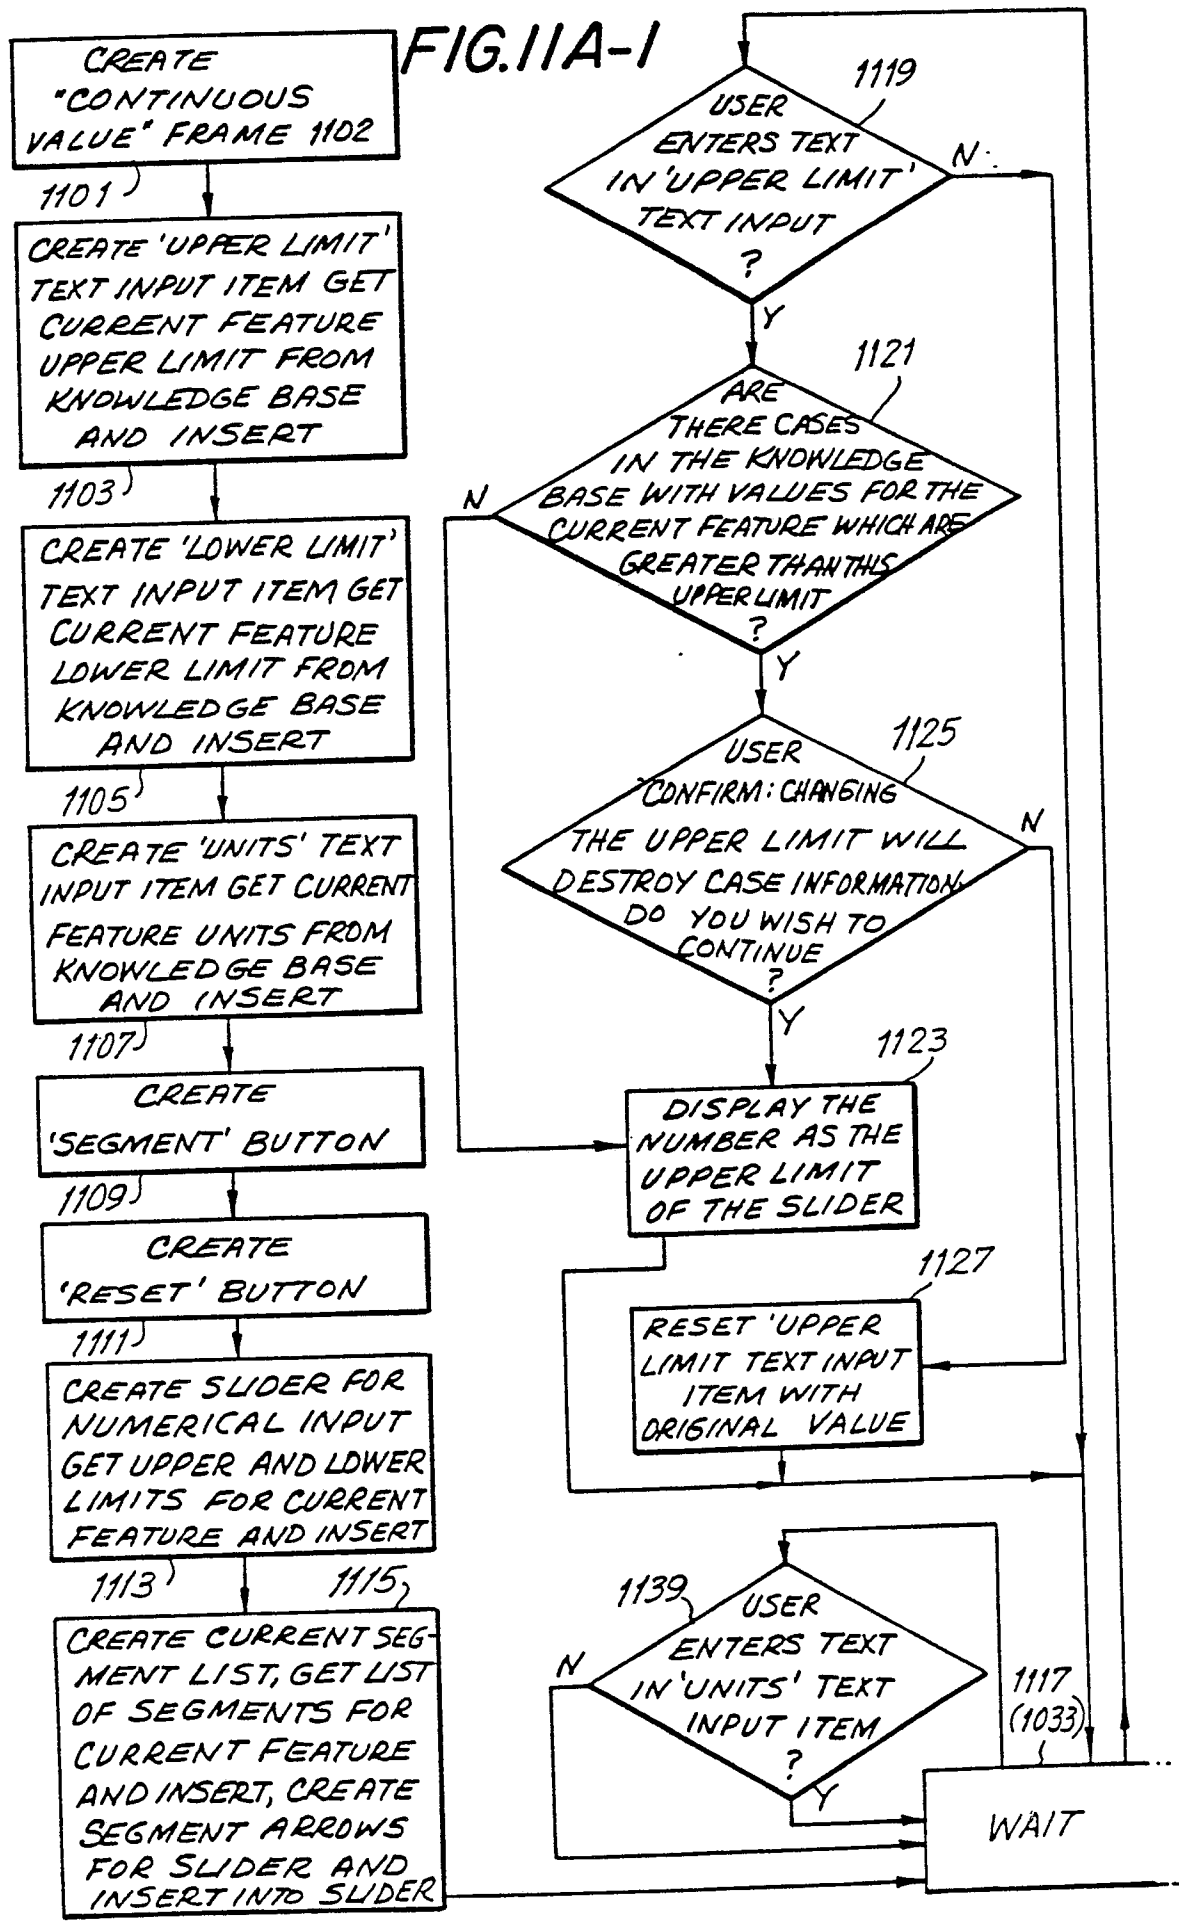 FIG.11A-1
CREATE
"CONTINUOUS
VALUE" FRAME 1102
1101
CREATE 'UPPER LIMIT'
TEXT INPUT ITEM GET
CURRENT FEATURE
UPPER LIMIT FROM
KNOWLEDGE BASE
AND INSERT
1103
CREATE 'LOWER LIMIT'
TEXT INPUT ITEM GET
CURRENT FEATURE
LOWER LIMIT FROM
KNOWLEDGE BASE
AND INSERT
1105
CREATE 'UNITS' TEXT
INPUT ITEM GET CURRENT
FEATURE UNITS FROM
KNOWLEDGE BASE
AND INSERT
1107
CREATE
'SEGMENT' BUTTON
1109
CREATE
'RESET' BUTTON
1111
CREATE SLIDER FOR
NUMERICAL INPUT
GET UPPER AND LOWER
LIMITS FOR CURRENT
FEATURE AND INSERT
1113
1115
CREATE CURRENT SEG-
MENT LIST, GET LIST
OF SEGMENTS FOR
CURRENT FEATURE
AND INSERT, CREATE
SEGMENT ARROWS
FOR SLIDER AND
INSERT INTO SLIDER
1119
USER
ENTERS TEXT
IN 'UPPER LIMIT'
TEXT INPUT
?
N
Y
1121
ARE
THERE CASES
IN THE KNOWLEDGE
BASE WITH VALUES FOR THE
CURRENT FEATURE WHICH ARE
GREATER THAN THIS
UPPER LIMIT
?
N
Y
1125
USER
CONFIRM: CHANGING
THE UPPER LIMIT WILL
DESTROY CASE INFORMATION.
DO YOU WISH TO
CONTINUE
?
N
Y
1123
DISPLAY THE
NUMBER AS THE
UPPER LIMIT
OF THE SLIDER
1127
RESET 'UPPER
LIMIT TEXT INPUT
ITEM WITH
ORIGINAL VALUE
1139
USER
ENTERS TEXT
IN 'UNITS' TEXT
INPUT ITEM
?
N
Y
1117
(1033)
WAIT